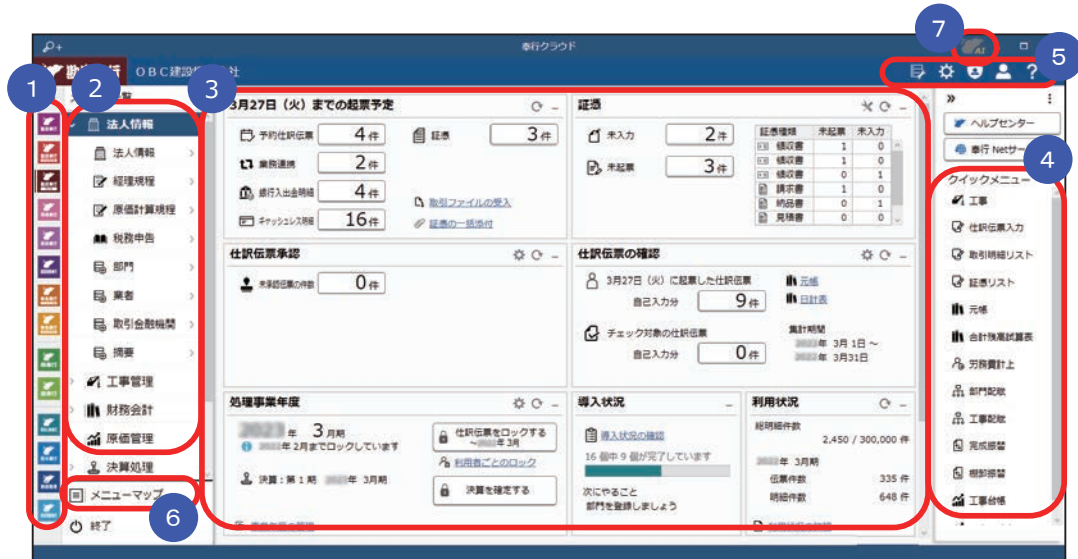 7
奉行クラウド
AI
OBC建設
社
5
1
2
3
法人情報
法人情報
経理規程
原価計算規程
税務申告
部門
業者
取引金融機関
摘要
工事管理
財務会計
原価管理
決算処理
メニューマップ
6
終了
3月27日（火）までの起票予定
予約仕訳伝票 4件
証憑 3件
業務連携 2件
銀行入出金明細 4件
取引ファイルの受入
キャッシュレス明細 16件
証憑の一括添付
証憑
未入力 2件
未起票 3件
証憑種類 未起票 未入力
領収書 1 0
領収書 1 0
領収書 0 1
請求書 1 0
納品書 0 1
見積書 0 0
仕訳伝票承認
未承認伝票の件数 0件
仕訳伝票の確認
3月27日（火）に起票した仕訳伝票
自己入力分 9件
元帳
日計表
チェック対象の仕訳伝票
自己入力分 0件
集計期間
年 3月 1日 ～
年 3月31日
処理事業年度
年 3月期
年 2月までロックしています
仕訳伝票をロックする
～ 年 3月
利用者ごとのロック
決算：第 1 期 年 3月期
決算を確定する
導入状況
導入状況の確認
16 個中 9 個が完了しています
次にやること
部門を登録しましょう
利用状況
総明細件数
2,450 / 300,000 件
年 3月期
伝票件数 335 件
明細件数 648 件
»
ヘルプセンター
奉行 Netサー
4
クイックメニュー
工事
仕訳伝票入力
取引明細リスト
証憑リスト
元帳
合計残高試算表
労務費計上
部門配賦
工事配賦
完成振替
棚卸振替
工事台帳